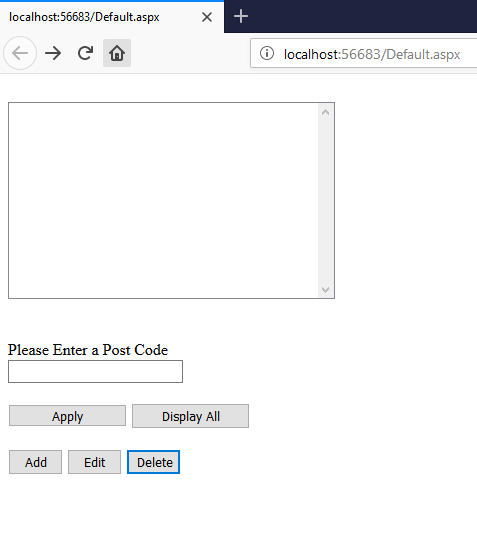 localhost:56683/Default.aspx
localhost:56683/Default.aspx
Please Enter a Post Code
Apply Display All
Add Edit Delete